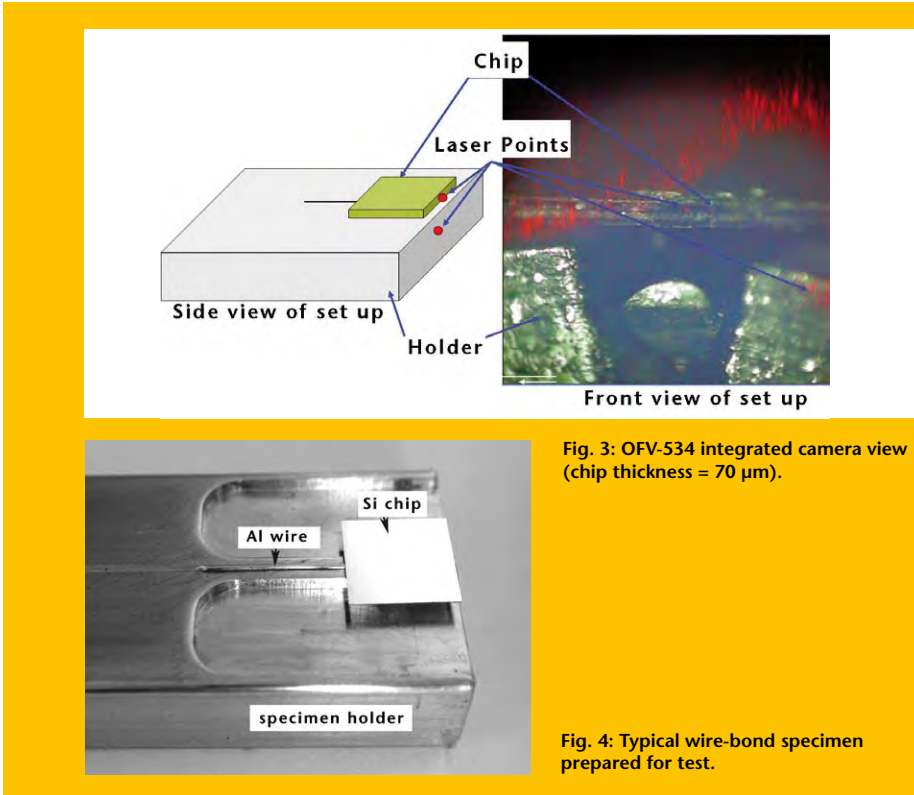 Chip
Laser Points
Side view of set up
Holder
Front view of set up
Fig. 3: OFV-534 integrated camera view
(chip thickness = 70 µm).
Si chip
Al wire
specimen holder
Fig. 4: Typical wire-bond specimen
prepared for test.